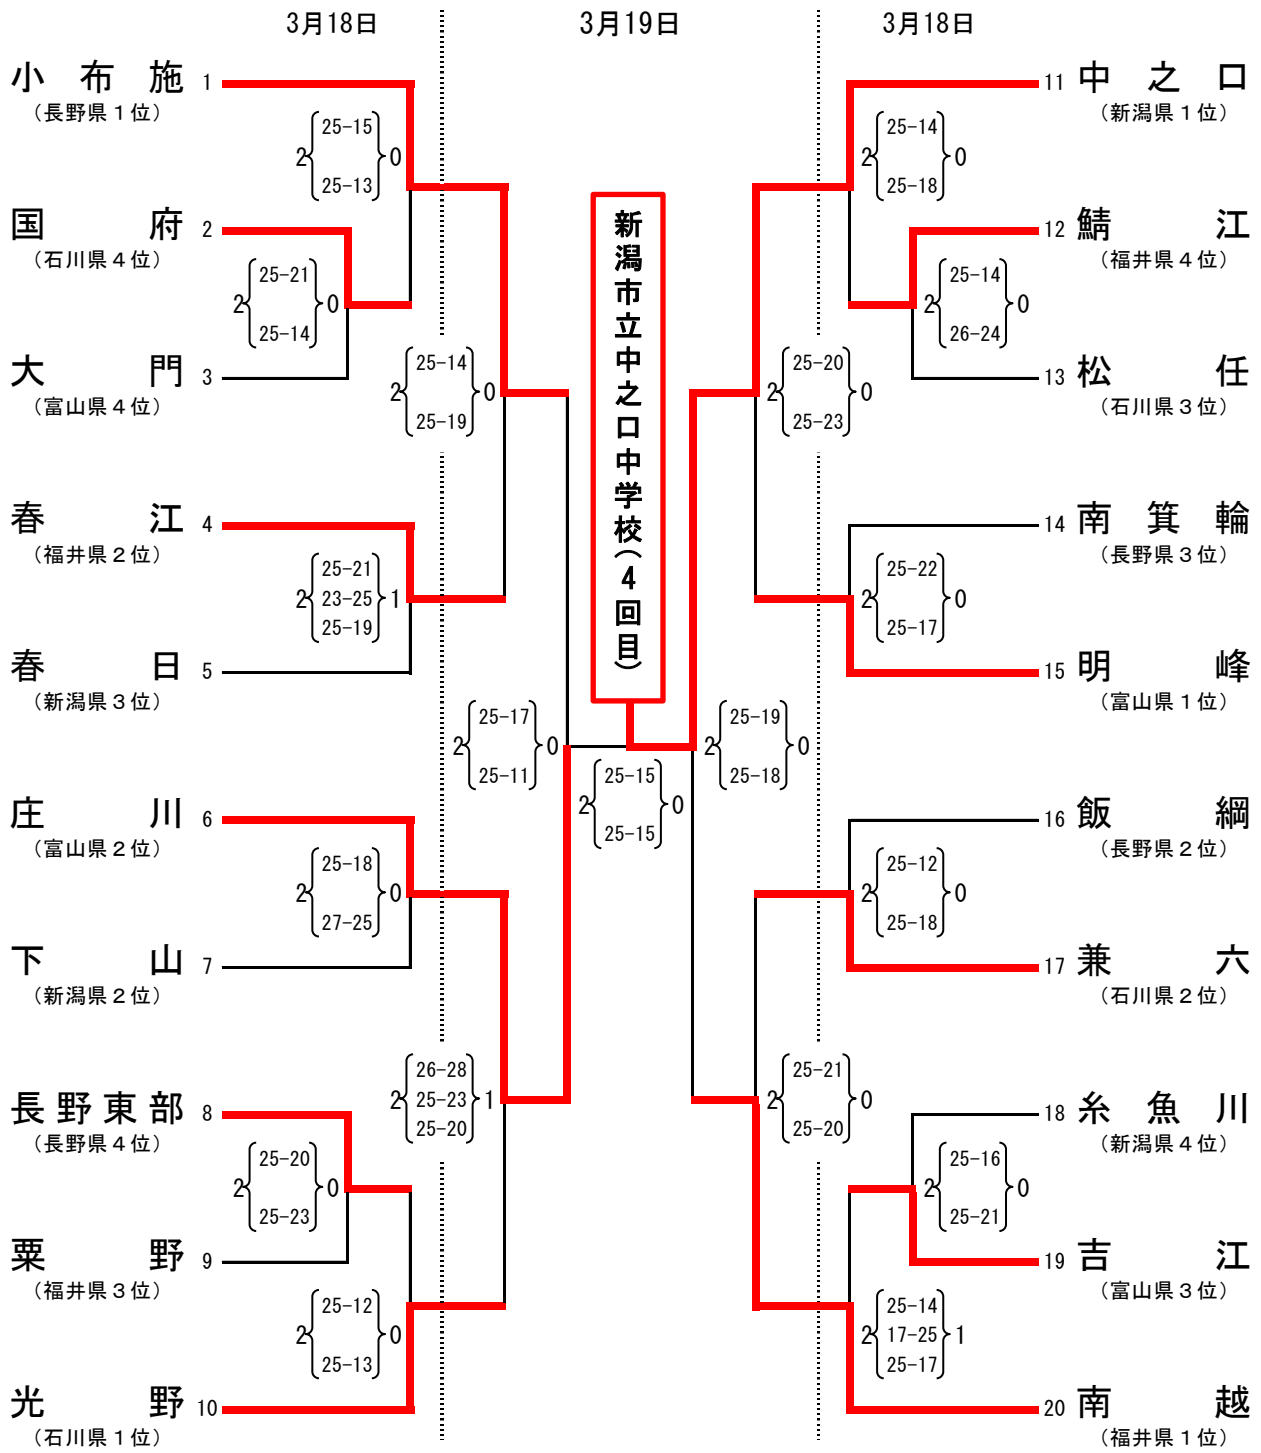 3月18日
3月19日
3月18日
小布施 1
（長野県１位）
25-15
2 0
25-13
国府 2
（石川県４位）
25-21
2 0
25-14
大門 3
（富山県４位）
25-14
2 0
25-19
春江 4
（福井県２位）
25-21
2 23-25 1
25-19
春日 5
（新潟県３位）
25-17
2 0
25-11
庄川 6
（富山県２位）
25-18
2 0
27-25
下山 7
（新潟県２位）
26-28
2 25-23 1
25-20
長野東部 8
（長野県４位）
25-20
2 0
25-23
粟野 9
（福井県３位）
25-12
2 0
25-13
光野 10
（石川県１位）
新潟市立中之口中学校（４回目）
25-15
2 0
25-15
11 中之口
（新潟県１位）
25-14
2 0
25-18
12 鯖江
（福井県４位）
25-14
2 0
26-24
13 松任
（石川県３位）
25-20
2 0
25-23
14 南箕輪
（長野県３位）
25-22
2 0
25-17
15 明峰
（富山県１位）
25-19
2 0
25-18
16 飯綱
（長野県２位）
25-12
2 0
25-18
17 兼六
（石川県２位）
25-21
2 0
25-20
18 糸魚川
（新潟県４位）
25-16
2 0
25-21
19 吉江
（富山県３位）
25-14
2 17-25 1
25-17
20 南越
（福井県１位）